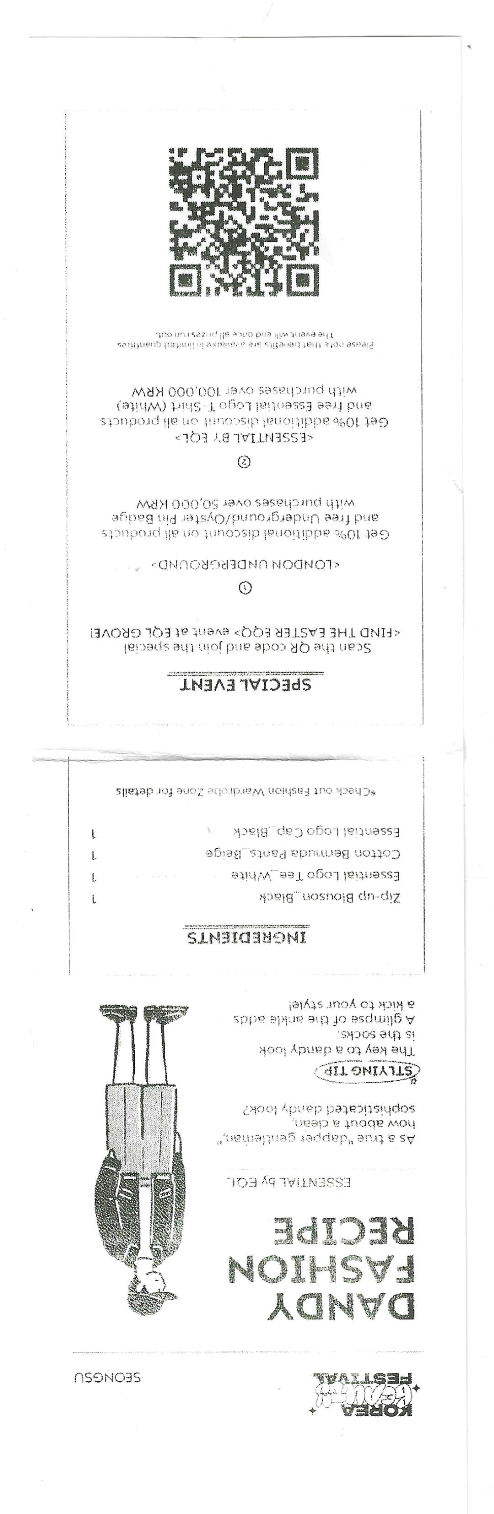 KOREA
BEAUTY
FESTIVAL
SEONGSU
DANDY
FASHION
RECIPE
ESSENTIAL by EQL
As a true "dapper gentleman,"
how about a clean,
sophisticated dandy look?
STLYING TIP
The key to a dandy look
is the socks.
A glimpse of the ankle adds
a kick to your style!
INGREDIENTS
Zip-up Blouson_Black 1
Essential Logo Tee_White 1
Cotton Bermuda Pants_Beige 1
Essential Logo Cap_Black 1
*Check out Fashion Wardrobe Zone for details
SPECIAL EVENT
Scan the QR code and join the special
<FIND THE EASTER EQQ> event at EQL GROVE!
①
<LONDON UNDERGROUND>
Get 10% additional discount on all products
and free Underground/Oyster Pin Badge
with purchases over 50,000 KRW
②
<ESSENTIAL BY EQL>
Get 10% additional discount on all products
and free Essential Logo T-Shirt (White)
with purchases over 100,000 KRW
Please note that benefits are available in limited quantities
The event will end once all prizes run out.